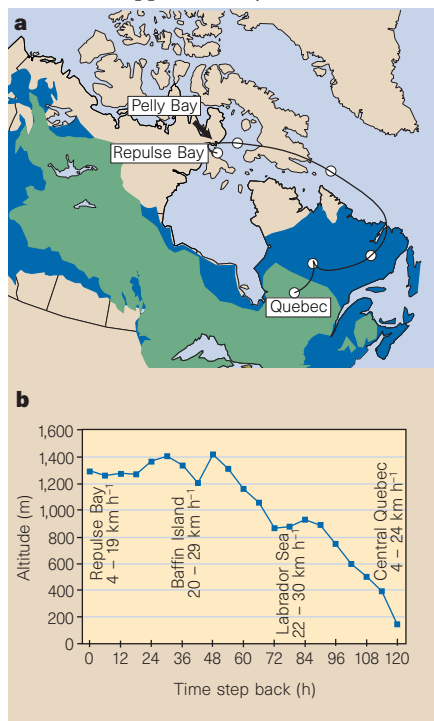 a
Pelly Bay
Repulse Bay
Quebec
b
Altitude (m)
1,600
1,400
1,200
1,000
800
600
400
200
0
Repulse Bay
4 – 19 km h⁻¹
Baffin Island
20 – 29 km h⁻¹
Labrador Sea
22 – 30 km h⁻¹
Central Quebec
4 – 24 km h⁻¹
0 12 24 36 48 60 72 84 96 108 120
Time step back (h)